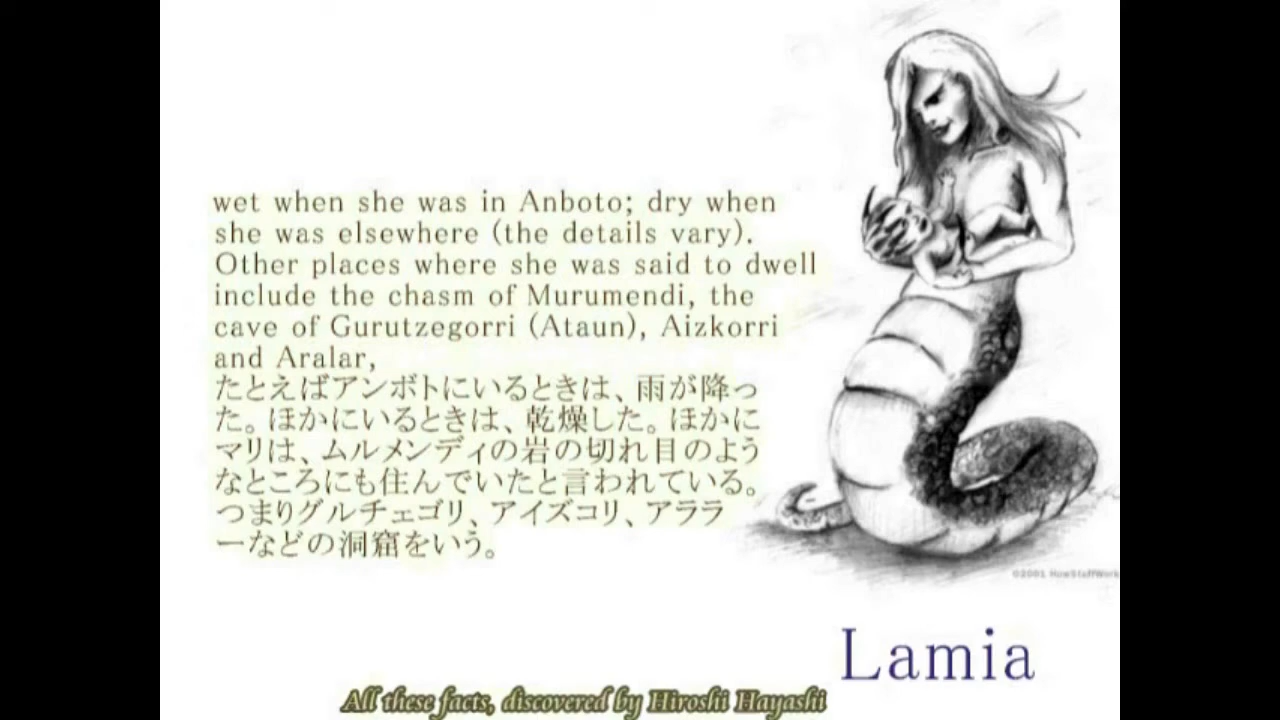 wet when she was in Anboto; dry when
she was elsewhere (the details vary).
Other places where she was said to dwell
include the chasm of Murumendi, the
cave of Gurutzegorri (Ataun), Aizkorri
and Aralar,
たとえばアンボトにいるときは、雨が降っ
た。ほかにいるときは、乾燥した。ほかに
マリは、ムルメンディの岩の切れ目のよう
なところにも住んでいたと言われている。
つまりグルチェゴリ、アイズコリ、アララ
ーなどの洞窟をいう。
©2001 HowStuffWork
Lamia
All these facts, discovered by Hiroshi Hayashi